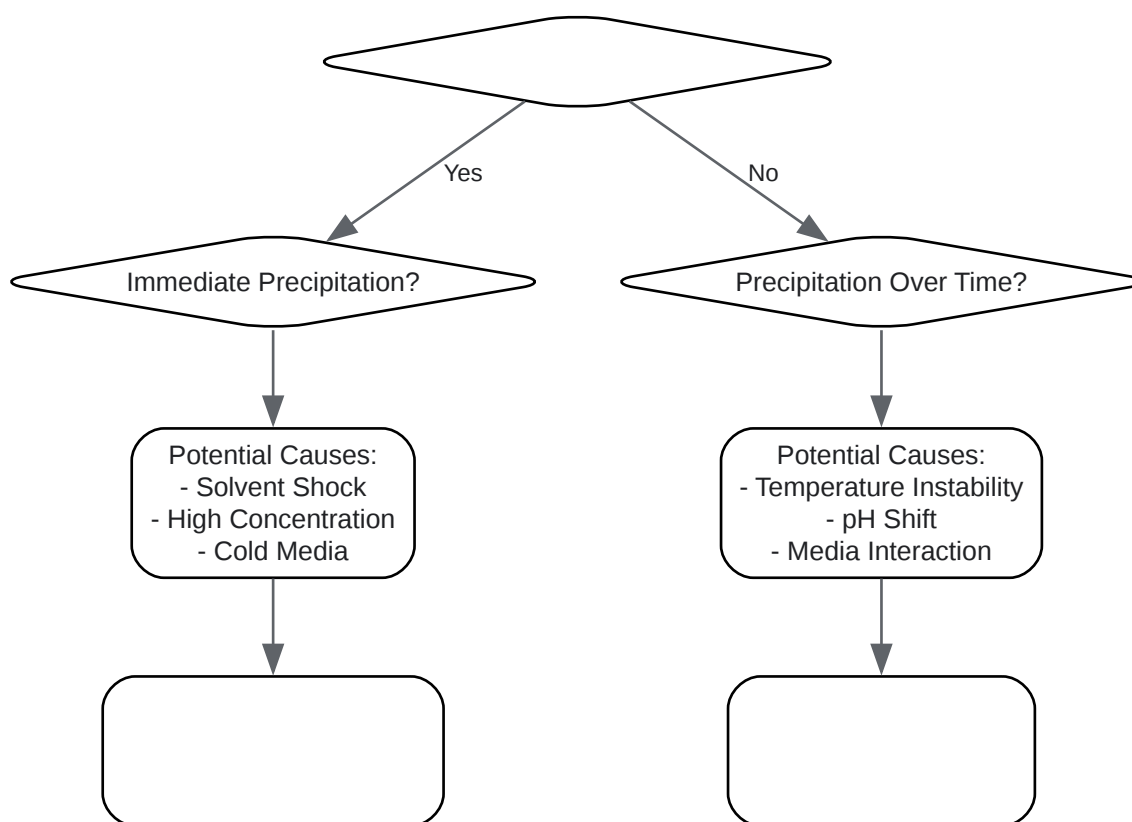 Yes
No
Immediate Precipitation?
Precipitation Over Time?
Potential Causes:
- Solvent Shock
- High Concentration
- Cold Media
Potential Causes:
- Temperature Instability
- pH Shift
- Media Interaction